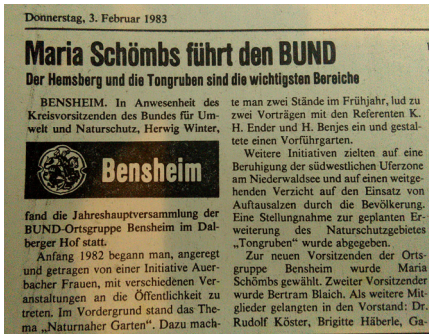 Donnerstag, 3. Februar 1983
Maria Schömbs führt den BUND
Der Hemsberg und die Tongruben sind die wichtigsten Bereiche
BENSHEIM. In Anwesenheit des
Kreisvorsitzenden des Bundes für Um-
welt und Naturschutz, Herwig Winter,
Bensheim
fand die Jahreshauptversammlung der
BUND-Ortsgruppe Bensheim im Dal-
berger Hof statt.
Anfang 1982 begann man, angeregt
und getragen von einer Initiative Auer-
bacher Frauen, mit verschiedenen Ver-
anstaltungen an die Öffentlichkeit zu
treten. Im Vordergrund stand das The-
ma „Naturnaher Garten“. Dazu mach-
te man zwei Stände im Frühjahr, lud zu
zwei Vorträgen mit den Referenten K.
H. Ender und H. Benjes ein und gestal-
tete einen Vorführgarten.
Weitere Initiativen zielten auf eine
Beruhigung der südwestlichen Uferzone
am Niederwaldsee und auf einen weitge-
henden Verzicht auf den Einsatz von
Auftausalzen durch die Bevölkerung.
Eine Stellungnahme zur geplanten Er-
weiterung des Naturschutzgebietes
„Tongruben“ wurde abgegeben.
Zur neuen Vorsitzenden der Orts-
gruppe Bensheim wurde Maria
Schömbs gewählt. Zweiter Vorsitzender
wurde Bertram Blaich. Als weitere Mit-
glieder gelangten in den Vorstand: Dr.
Rudolf Köster, Brigitte Häberle, Ga-